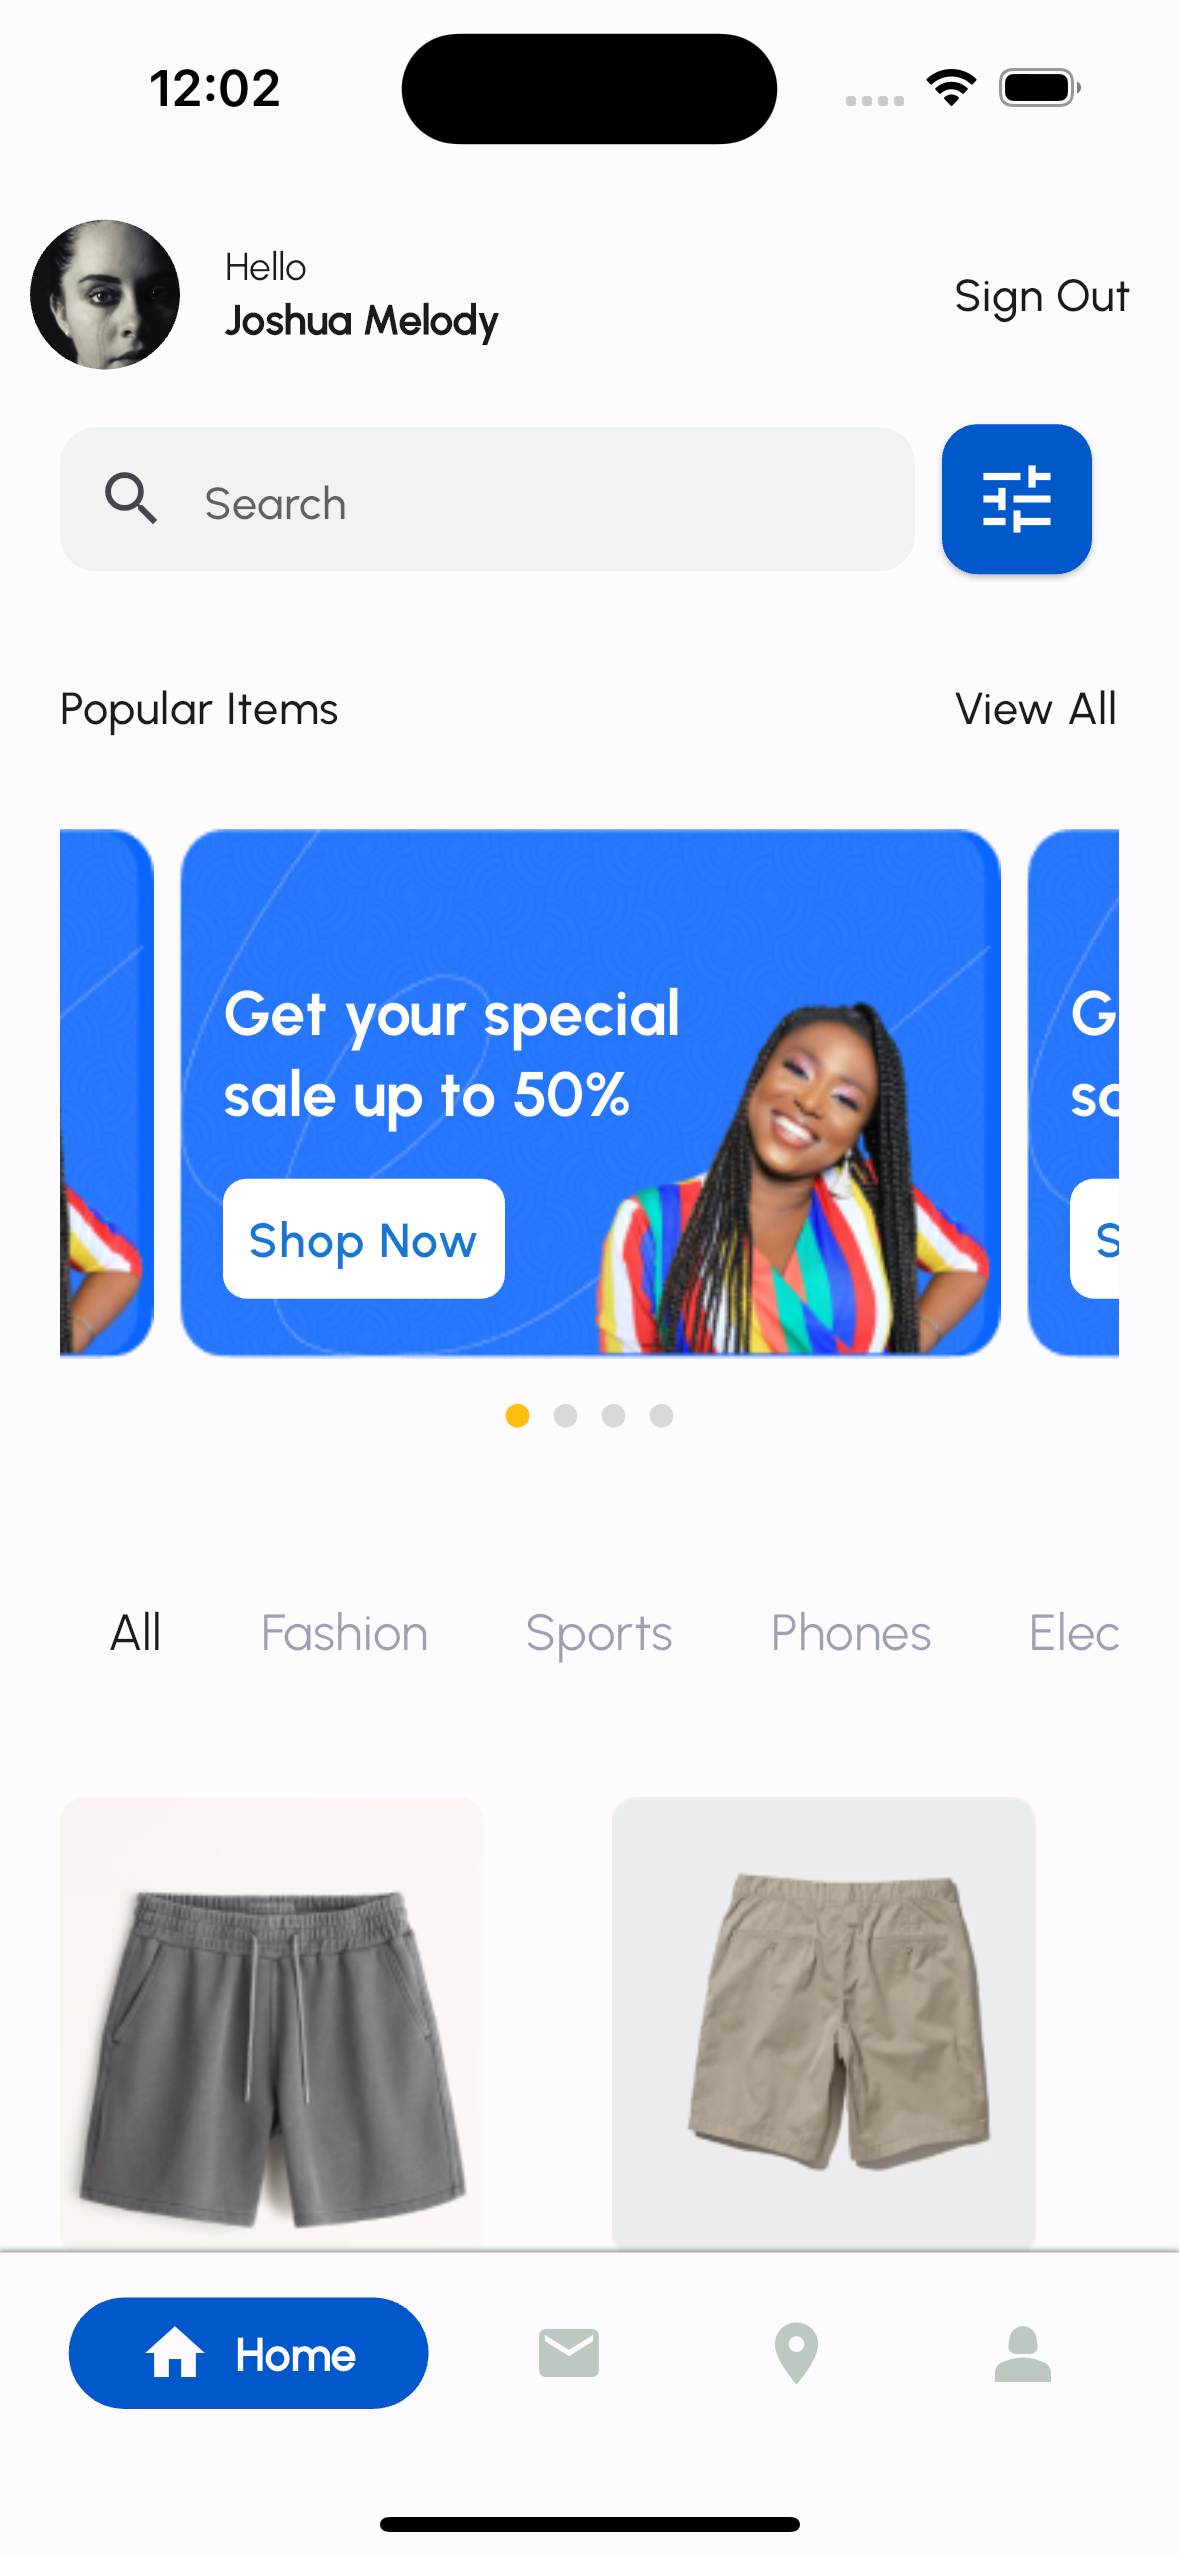 12:02
Hello
Joshua Melody
Sign Out
Search
Popular Items
View All
Get your special
sale up to 50%
Shop Now
G
sa
S
All
Fashion
Sports
Phones
Elec
Home